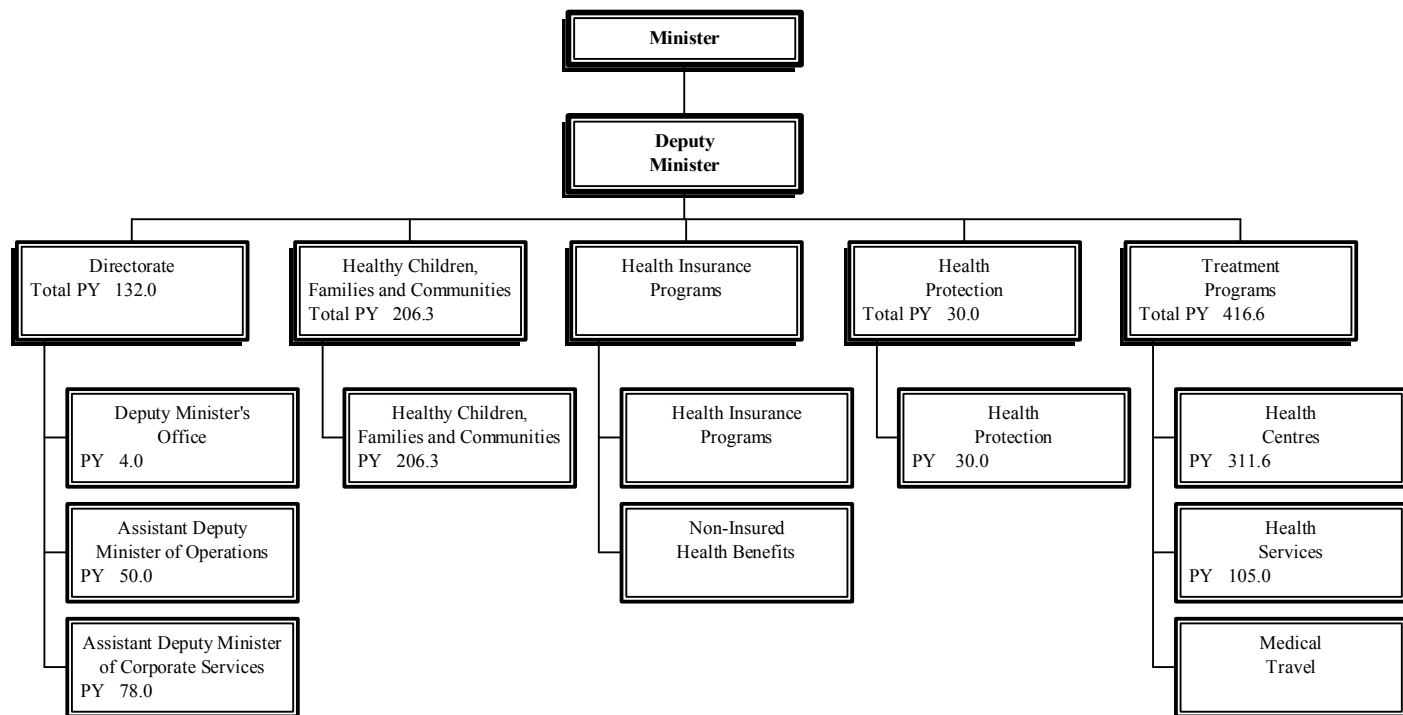 Minister
Deputy
Minister
Directorate
Total PY 132.0
Healthy Children,
Families and Communities
Total PY 206.3
Health Insurance
Programs
Health
Protection
Total PY 30.0
Treatment
Programs
Total PY 416.6
Deputy Minister's
Office
PY 4.0
Healthy Children,
Families and Communities
PY 206.3
Health Insurance
Programs
Health
Protection
PY 30.0
Health
Centres
PY 311.6
Assistant Deputy
Minister of Operations
PY 50.0
Non-Insured
Health Benefits
Health
Services
PY 105.0
Assistant Deputy Minister
of Corporate Services
PY 78.0
Medical
Travel